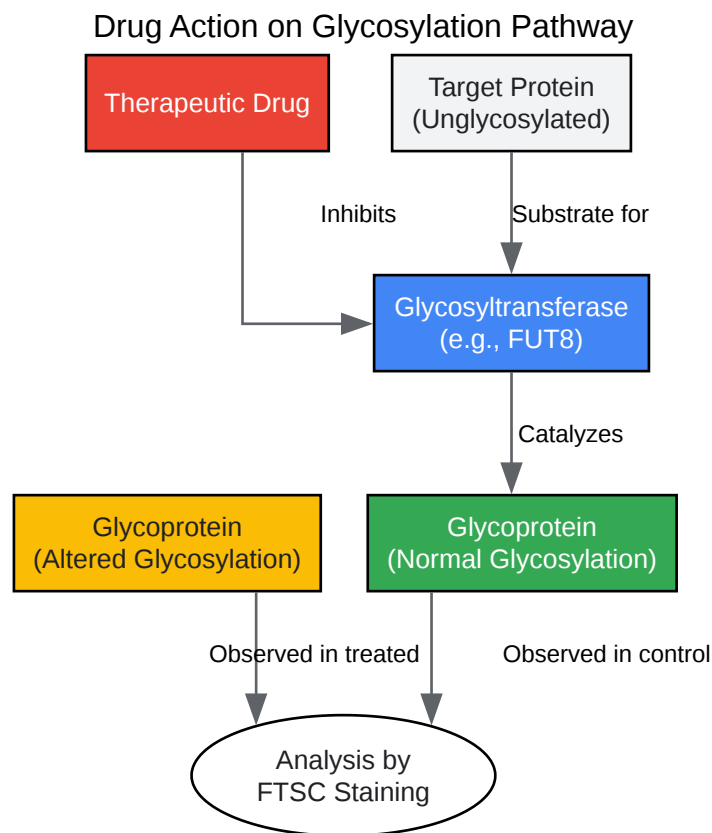 Drug Action on Glycosylation Pathway
Therapeutic Drug
Target Protein
(Unglycosylated)
Inhibits
Substrate for
Glycosyltransferase
(e.g., FUT8)
Catalyzes
Glycoprotein
(Altered Glycosylation)
Glycoprotein
(Normal Glycosylation)
Observed in treated
Observed in control
Analysis by
FTSC Staining